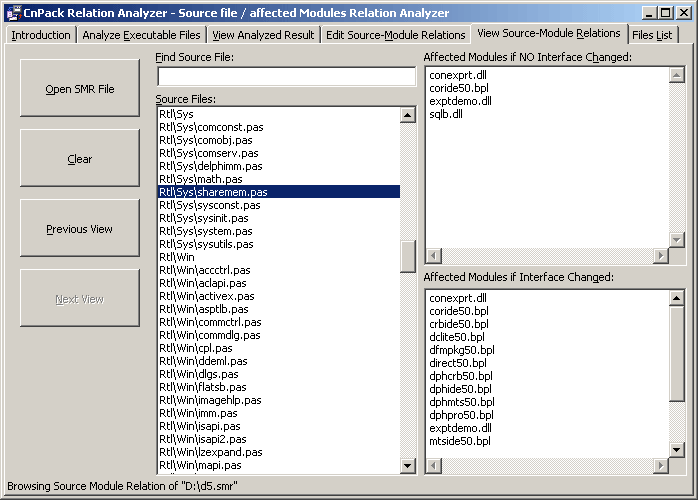 CnPack Relation Analyzer - Source file / affected Modules Relation Analyzer
Introduction
Analyze Executable Files
View Analyzed Result
Edit Source-Module Relations
View Source-Module Relations
Files List
Open SMR File
Clear
Previous View
Next View
Find Source File:
Source Files:
Rtl\Sys
Rtl\Sys\comconst.pas
Rtl\Sys\comobj.pas
Rtl\Sys\comserv.pas
Rtl\Sys\delphimm.pas
Rtl\Sys\math.pas
Rtl\Sys\sharemem.pas
Rtl\Sys\sysconst.pas
Rtl\Sys\sysinit.pas
Rtl\Sys\system.pas
Rtl\Sys\sysutils.pas
Rtl\Win
Rtl\Win\accctrl.pas
Rtl\Win\aclapi.pas
Rtl\Win\activex.pas
Rtl\Win\asptlb.pas
Rtl\Win\commctrl.pas
Rtl\Win\commdlg.pas
Rtl\Win\cpl.pas
Rtl\Win\ddeml.pas
Rtl\Win\dlgs.pas
Rtl\Win\flatsb.pas
Rtl\Win\imagehlp.pas
Rtl\Win\imm.pas
Rtl\Win\isapi.pas
Rtl\Win\isapi2.pas
Rtl\Win\lzexpand.pas
Rtl\Win\mapi.pas
Affected Modules if NO Interface Changed:
conexprt.dll
coride50.bpl
exptdemo.dll
sqlb.dll
Affected Modules if Interface Changed:
conexprt.dll
coride50.bpl
crbide50.bpl
dclite50.bpl
dfmpkg50.bpl
direct50.bpl
dphcrb50.bpl
dphide50.bpl
dphmts50.bpl
dphpro50.bpl
exptdemo.dll
mtside50.bpl
Browsing Source Module Relation of "D:\d5.smr"